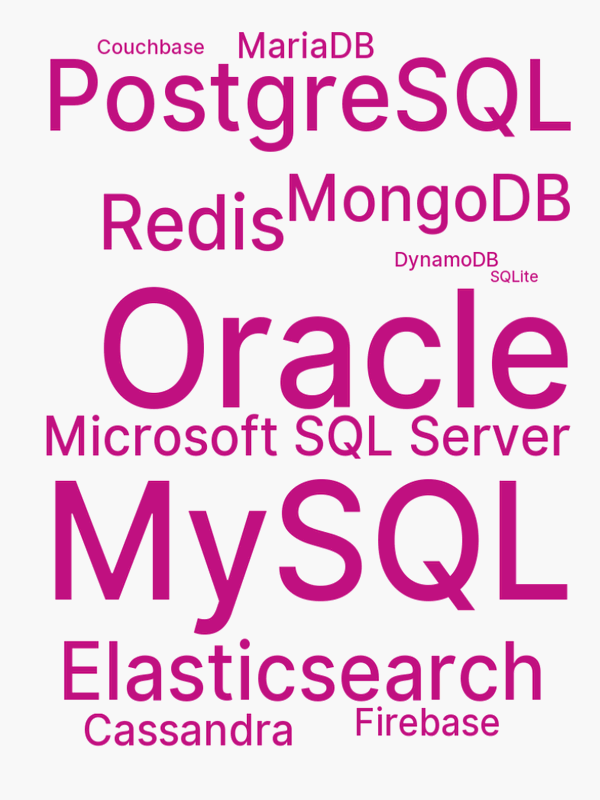 Couchbase
MariaDB
PostgreSQL
MongoDB
Redis
DynamoDB
SQLite
Oracle
Microsoft SQL Server
MySQL
Elasticsearch
Cassandra
Firebase